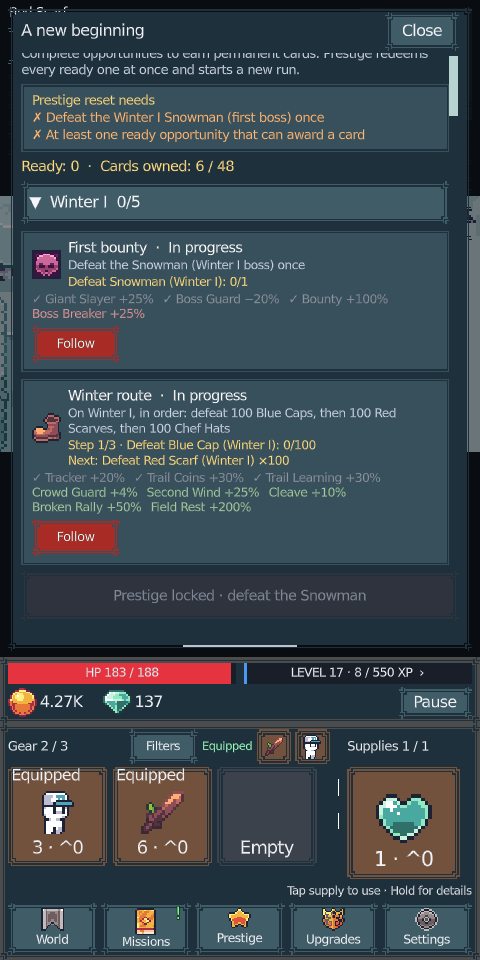 A new beginning
Close
Complete opportunities to earn permanent cards. Prestige redeems
every ready one at once and starts a new run.
Prestige reset needs
✗ Defeat the Winter I Snowman (first boss) once
✗ At least one ready opportunity that can award a card
Ready: 0 · Cards owned: 6 / 48
▼ Winter I 0/5
First bounty · In progress
Defeat the Snowman (Winter I boss) once
Defeat Snowman (Winter I): 0/1
✓ Giant Slayer +25% ✓ Boss Guard −20% ✓ Bounty +100%
Boss Breaker +25%
Follow
Winter route · In progress
On Winter I, in order: defeat 100 Blue Caps, then 100 Red
Scarves, then 100 Chef Hats
Step 1/3 · Defeat Blue Cap (Winter I): 0/100
Next: Defeat Red Scarf (Winter I) ×100
✓ Tracker +20% ✓ Trail Coins +30% ✓ Trail Learning +30%
Crowd Guard +4% Second Wind +25% Cleave +10%
Broken Rally +50% Field Rest +200%
Follow
Prestige locked · defeat the Snowman
HP 183 / 188
LEVEL 17 · 8 / 550 XP ›
4.27K
137
Pause
Gear 2 / 3
Filters
Equipped
Supplies 1 / 1
Equipped
Equipped
3 · ^0
6 · ^0
Empty
1 · ^0
Tap supply to use · Hold for details
World
Missions
!
Prestige
Upgrades
Settings